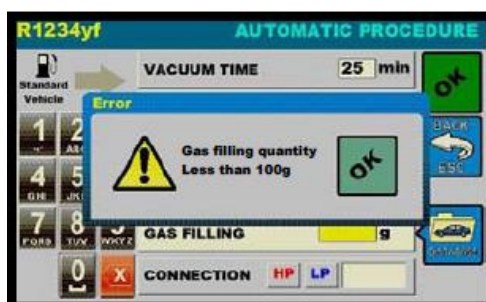 R1234yf
AUTOMATIC PROCEDURE
Standard
Vehicle
VACUUM TIME 25 min
OK
Error
Gas filling quantity
Less than 100g
OK
BACK
ESC
1 2
4 5
GHI
7 8
PQRS TUV WXYZ
GAS FILLING g
DATABASE
0 X
CONNECTION HP LP